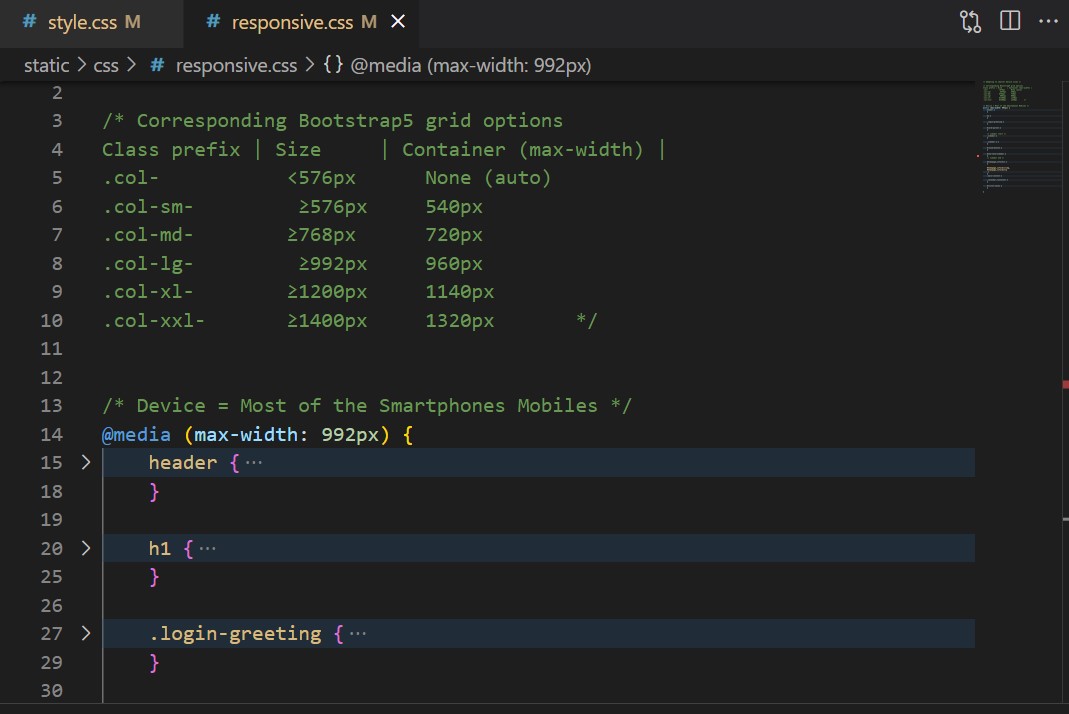 # style.css M # responsive.css M ×
static > css > # responsive.css > {} @media (max-width: 992px)
2
3 /* Corresponding Bootstrap5 grid options
4 Class prefix | Size | Container (max-width) |
5 .col- <576px None (auto)
6 .col-sm- ≥576px 540px
7 .col-md- ≥768px 720px
8 .col-lg- ≥992px 960px
9 .col-xl- ≥1200px 1140px
10 .col-xxl- ≥1400px 1320px */
11
12
13 /* Device = Most of the Smartphones Mobiles */
14 @media (max-width: 992px) {
15 > header { ···
18 }
19
20 > h1 { ···
25 }
26
27 > .login-greeting { ···
29 }
30